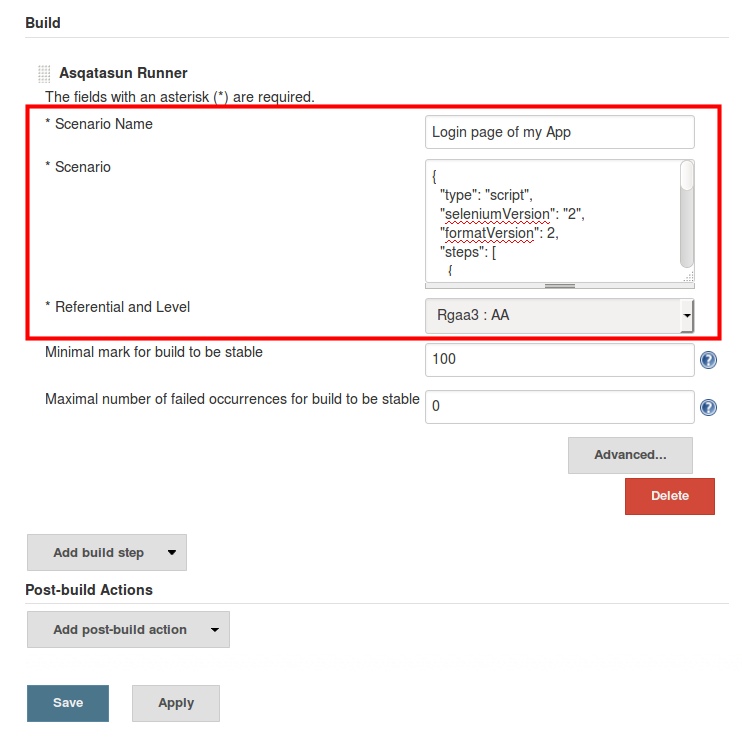 Build
Asqatasun Runner
The fields with an asterisk (*) are required.
* Scenario Name
Login page of my App
* Scenario
{
"type": "script",
"seleniumVersion": "2",
"formatVersion": 2,
"steps": [
{
* Referential and Level
Rgaa3 : AA
Minimal mark for build to be stable
100
?
Maximal number of failed occurrences for build to be stable
0
?
Advanced...
Delete
Add build step
Post-build Actions
Add post-build action
Save
Apply